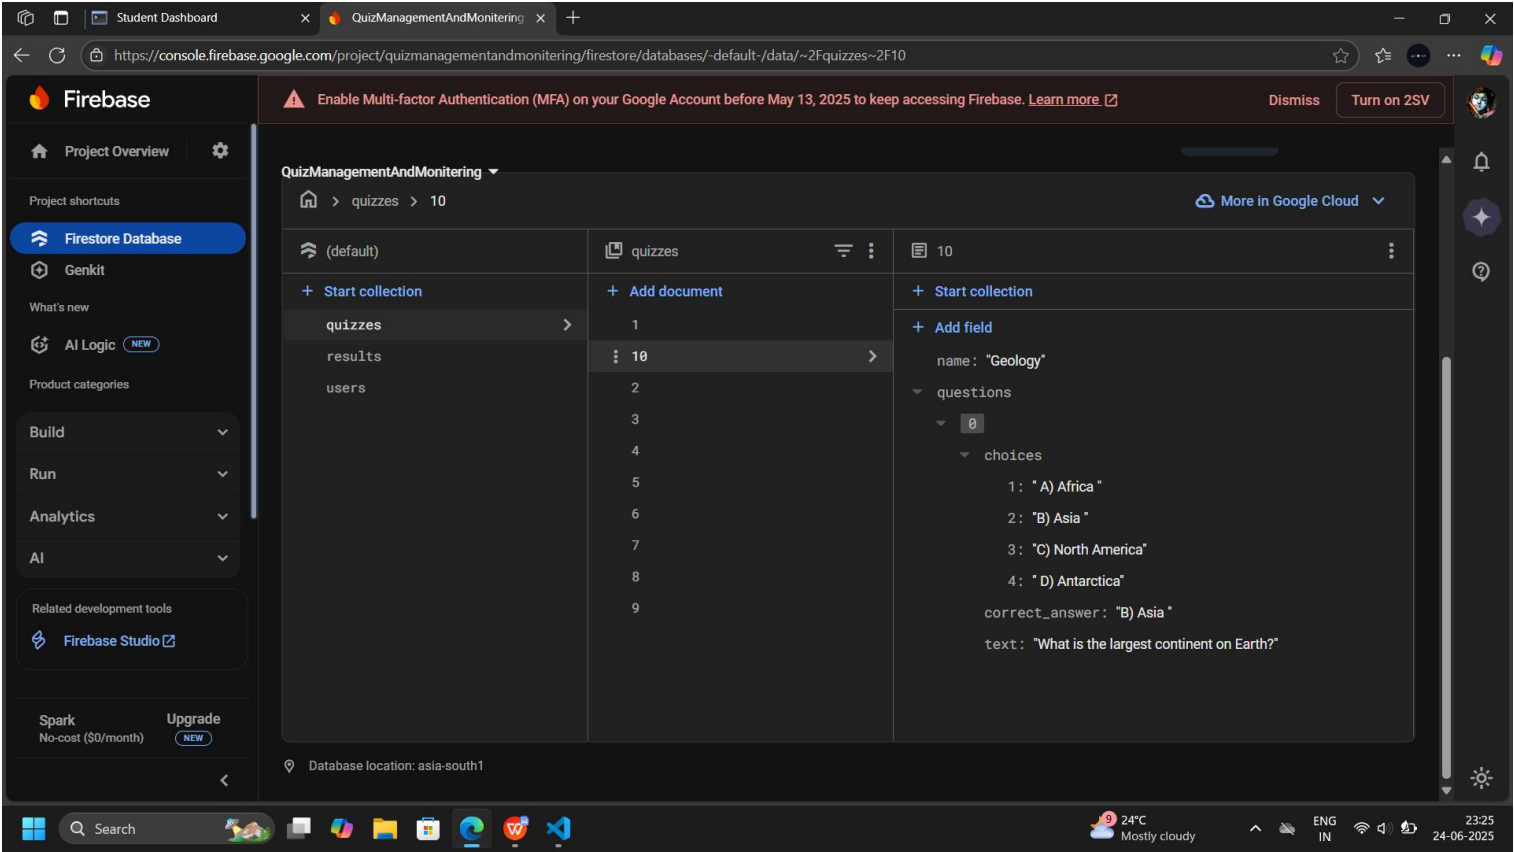 Student Dashboard
QuizManagementAndMonitering
https://console.firebase.google.com/project/quizmanagementandmonitering/firestore/databases/-default-/data/~2Fquizzes~2F10
Firebase
Enable Multi-factor Authentication (MFA) on your Google Account before May 13, 2025 to keep accessing Firebase. Learn more
Dismiss
Turn on 2SV
Project Overview
Project shortcuts
Firestore Database
Genkit
What's new
AI Logic NEW
Product categories
Build
Run
Analytics
AI
Related development tools
Firebase Studio
Spark
No-cost ($0/month)
Upgrade
NEW
QuizManagementAndMonitering
quizzes > 10
More in Google Cloud
(default)
+ Start collection
quizzes
results
users
quizzes
+ Add document
1
10
2
3
4
5
6
7
8
9
10
+ Start collection
+ Add field
name: "Geology"
questions
0
choices
1: " A) Africa "
2: "B) Asia "
3: "C) North America"
4: " D) Antarctica"
correct_answer: "B) Asia "
text: "What is the largest continent on Earth?"
Database location: asia-south1
Search
9
24°C
Mostly cloudy
ENG
IN
23:25
24-06-2025